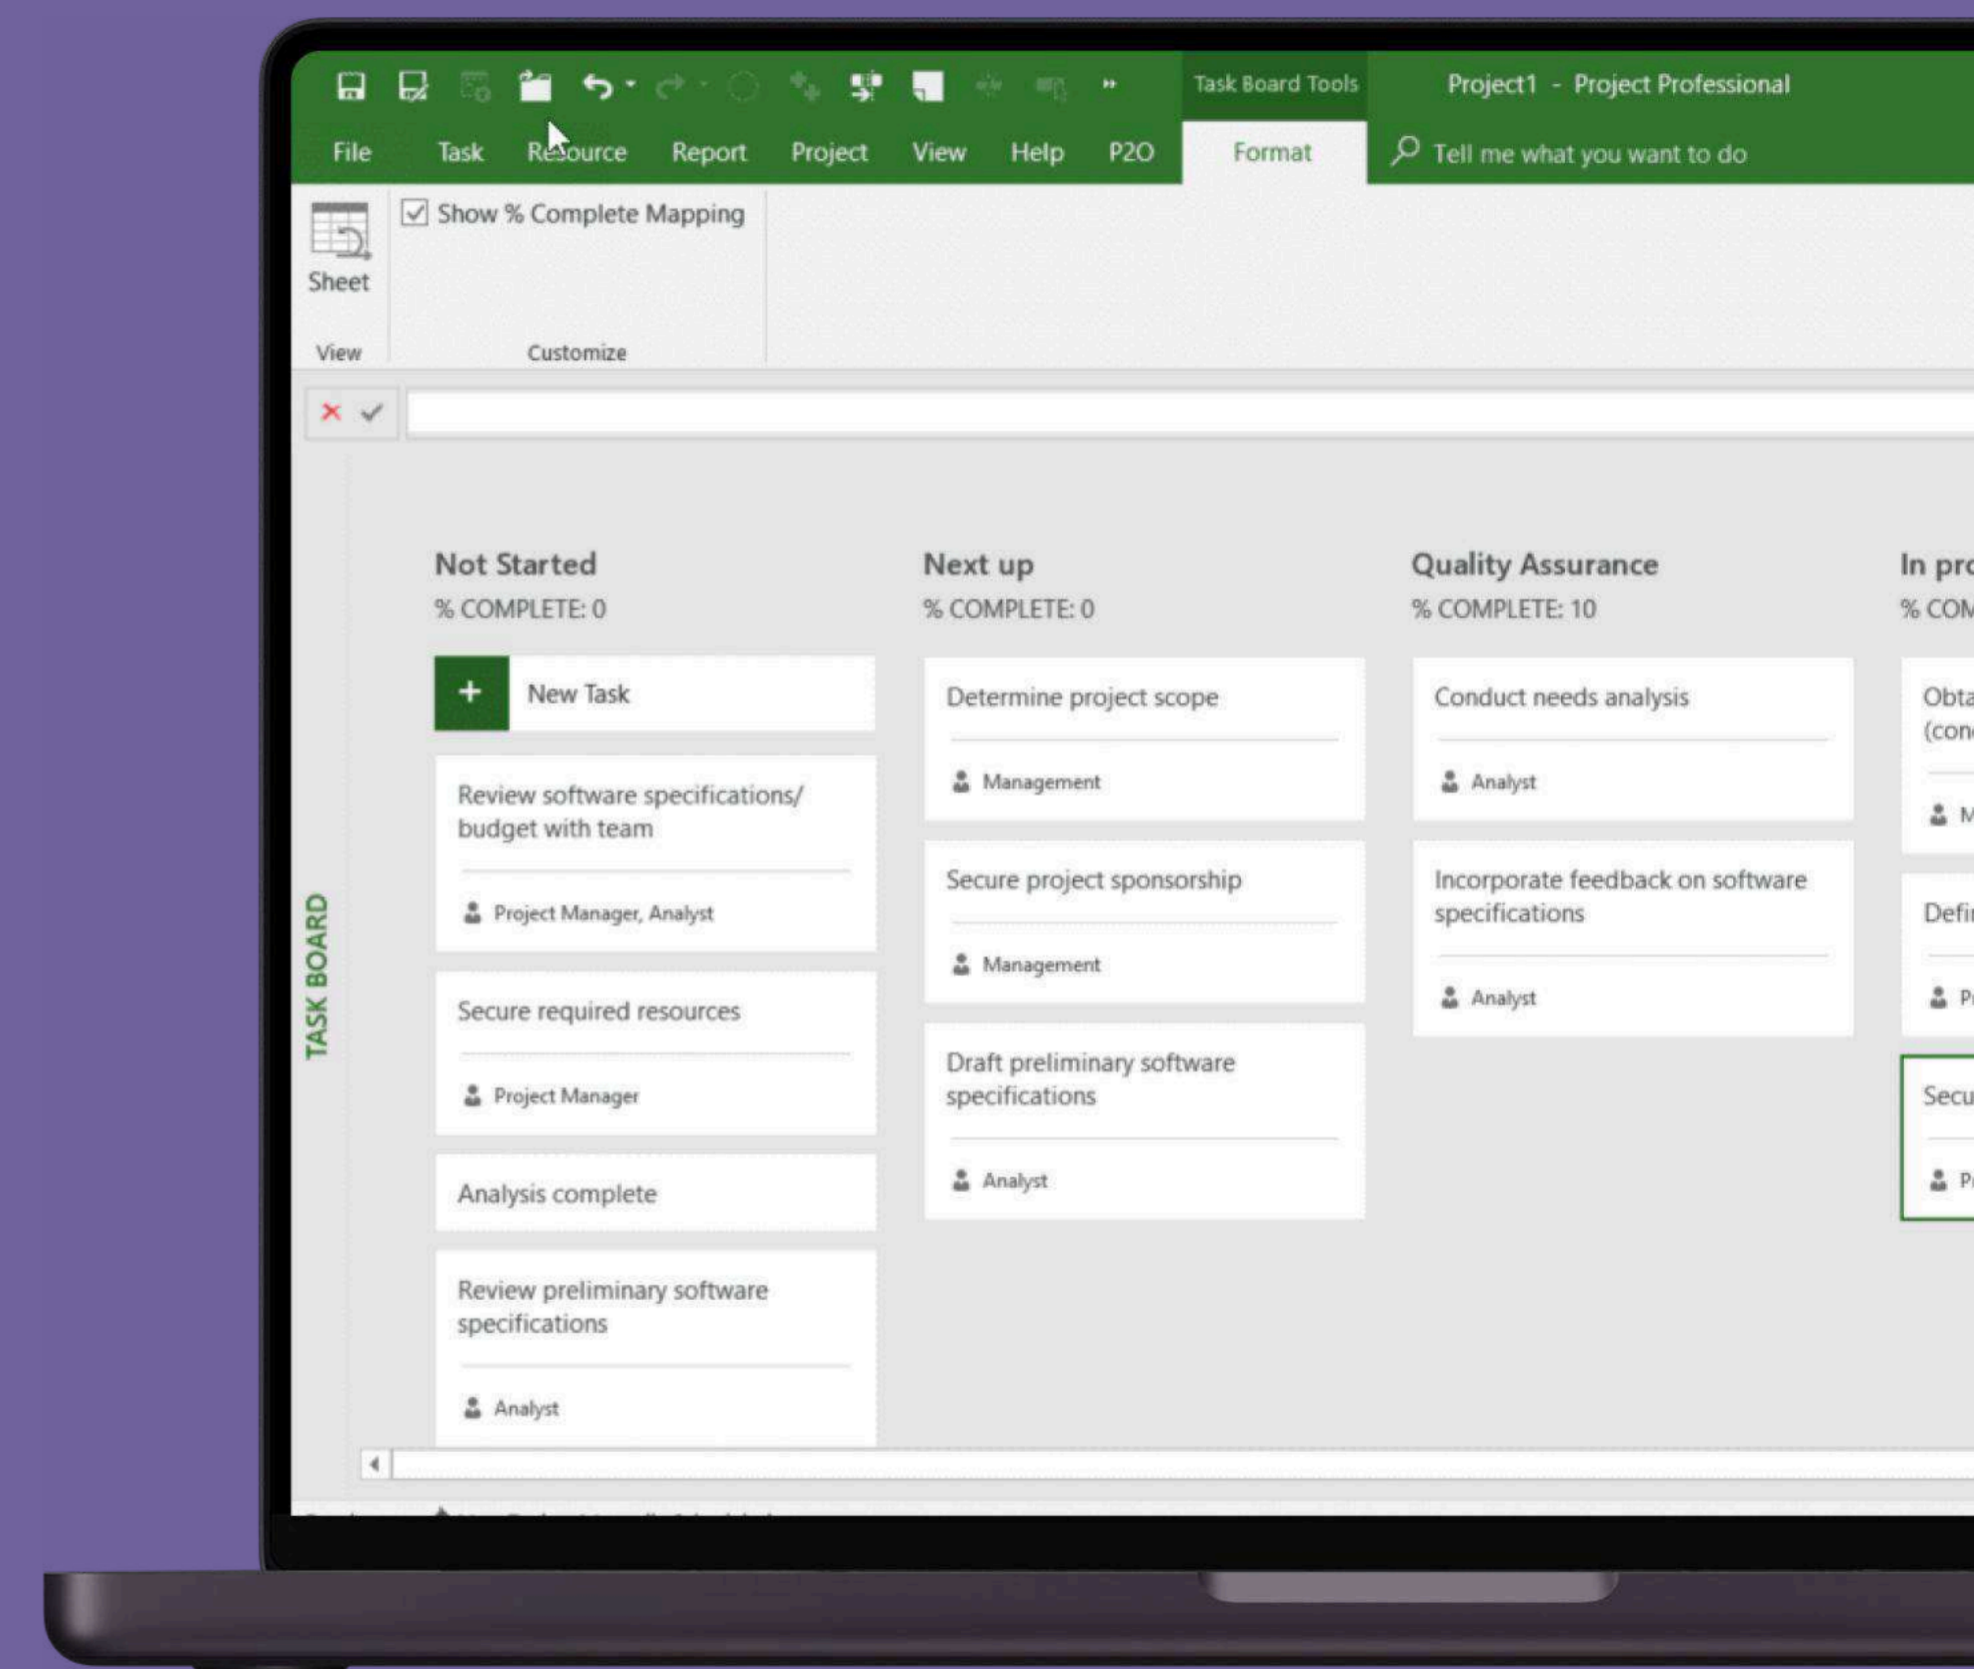 Task Board Tools
Project1 - Project Professional
File Task Resource Report Project View Help P2O Format Tell me what you want to do
Show % Complete Mapping
Sheet
View
Customize
TASK BOARD
Not Started
% COMPLETE: 0
+ New Task
Review software specifications/
budget with team
Project Manager, Analyst
Secure required resources
Project Manager
Analysis complete
Review preliminary software
specifications
Analyst
Next up
% COMPLETE: 0
Determine project scope
Management
Secure project sponsorship
Management
Draft preliminary software
specifications
Analyst
Quality Assurance
% COMPLETE: 10
Conduct needs analysis
Analyst
Incorporate feedback on software
specifications
Analyst
In
%